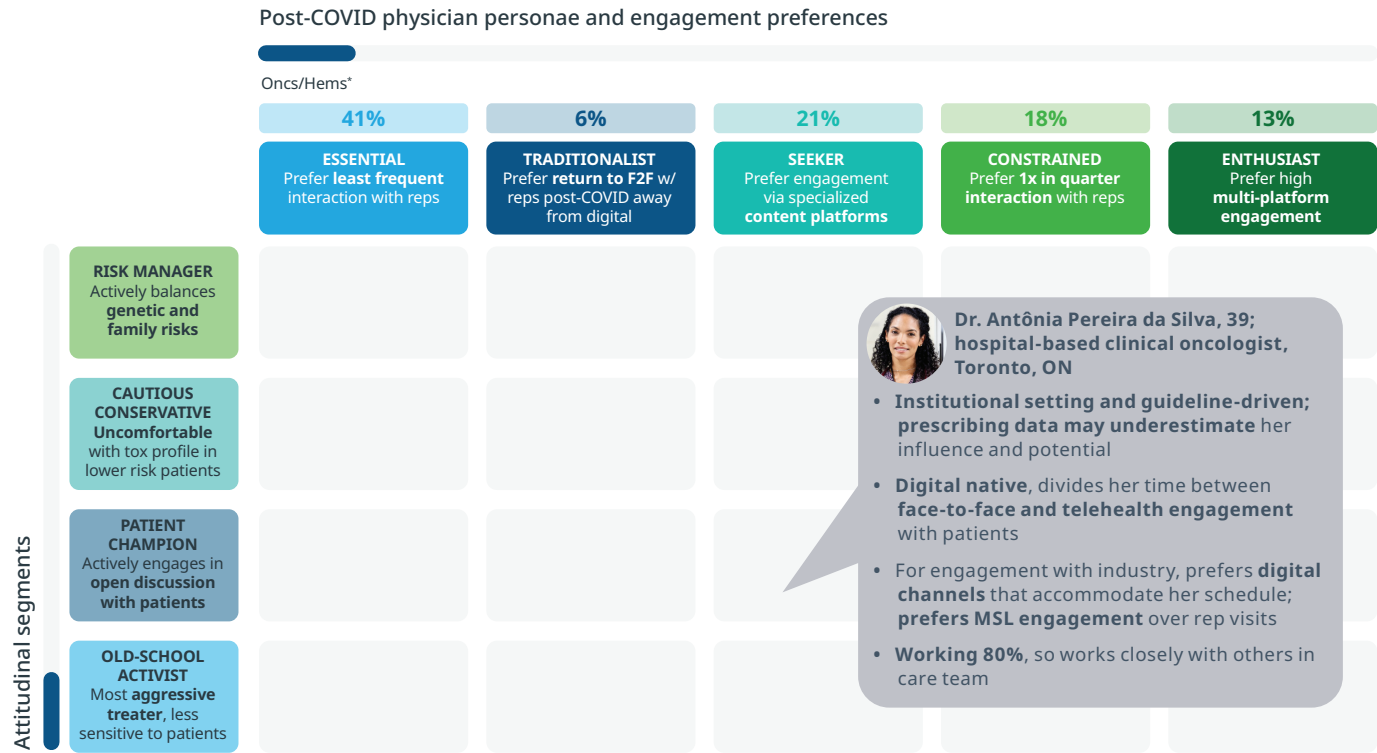 Post-COVID physician personae and engagement preferences
Oncs/Hems*
41%
6%
21%
18%
13%
ESSENTIAL
Prefer least frequent
interaction with reps
TRADITIONALIST
Prefer return to F2F w/
reps post-COVID away
from digital
SEEKER
Prefer engagement
via specialized
content platforms
CONSTRAINED
Prefer 1x in quarter
interaction with reps
ENTHUSIAST
Prefer high
multi-platform
engagement
Attitudinal segments
RISK MANAGER
Actively balances
genetic and
family risks
CAUTIOUS
CONSERVATIVE
Uncomfortable
with tox profile in
lower risk patients
PATIENT
CHAMPION
Actively engages in
open discussion
with patients
OLD-SCHOOL
ACTIVIST
Most aggressive
treater, less
sensitive to patients
Dr. Antônia Pereira da Silva, 39;
hospital-based clinical oncologist,
Toronto, ON
• Institutional setting and guideline-driven;
prescribing data may underestimate her
influence and potential
• Digital native, divides her time between
face-to-face and telehealth engagement
with patients
• For engagement with industry, prefers digital
channels that accommodate her schedule;
prefers MSL engagement over rep visits
• Working 80%, so works closely with others in
care team